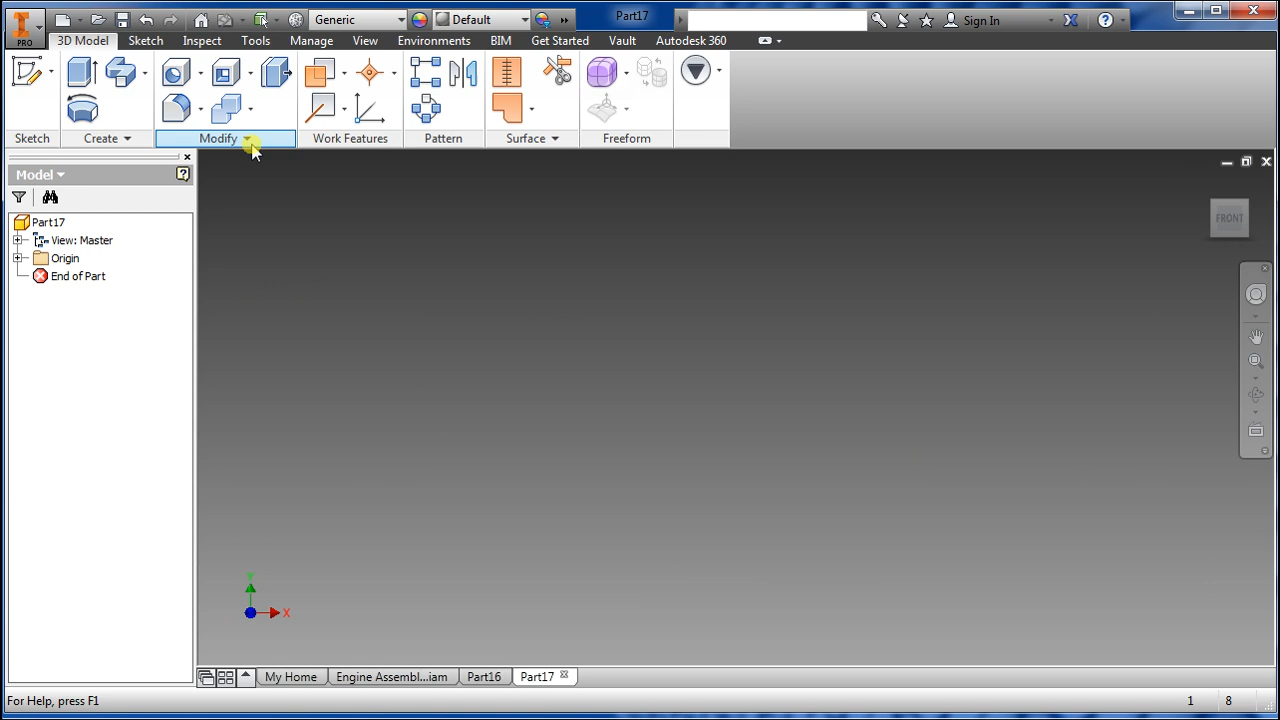 Generic
Default
Part17
Sign In
PRO
3D Model
Sketch
Inspect
Tools
Manage
View
Environments
BIM
Get Started
Vault
Autodesk 360
Sketch
Create
Modify
Work Features
Pattern
Surface
Freeform
Model
Part17
View: Master
Origin
End of Part
FRONT
Y
X
My Home
Engine Assembl...iam
Part16
Part17
For Help, press F1
1
8